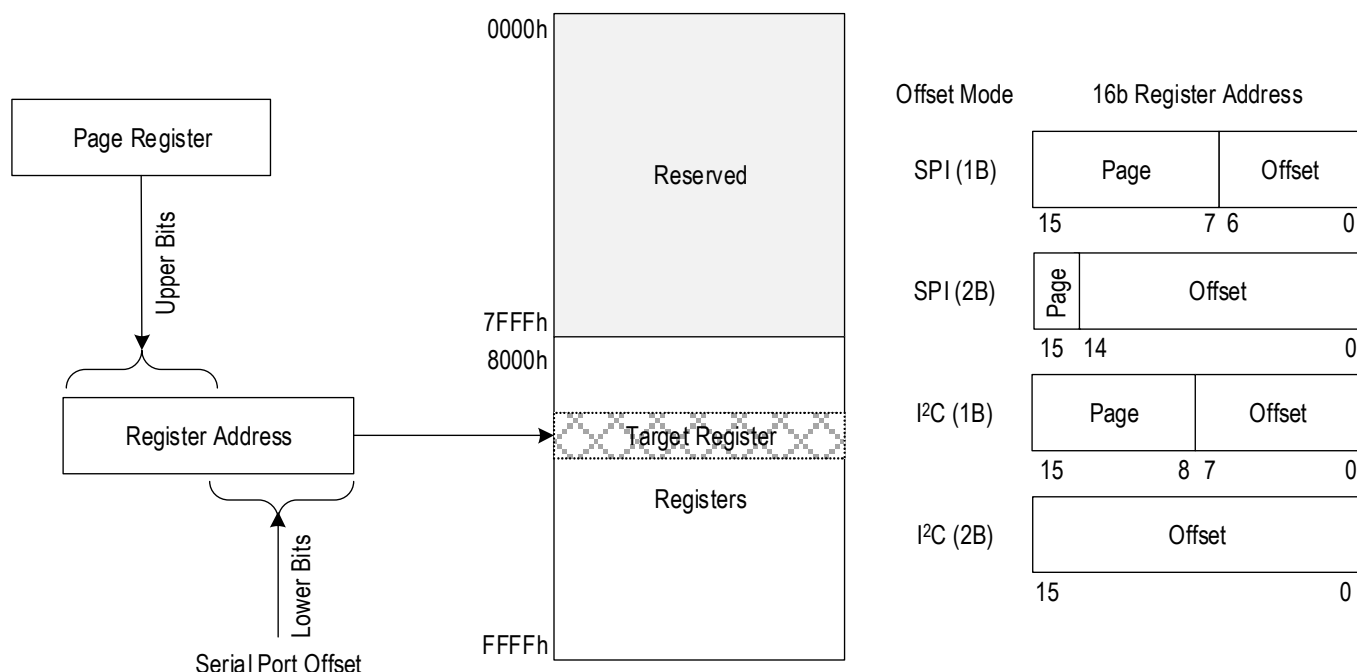 0000h
Page Register
Upper Bits
Register Address
Lower Bits
Serial Port Offset
Reserved
7FFFh
8000h
Target Register
Registers
FFFFh
Offset Mode 16b Register Address
SPI (1B) Page Offset
15 7 6 0
SPI (2B) Page Offset
15 14 0
I²C (1B) Page Offset
15 8 7 0
I²C (2B) Offset
15 0